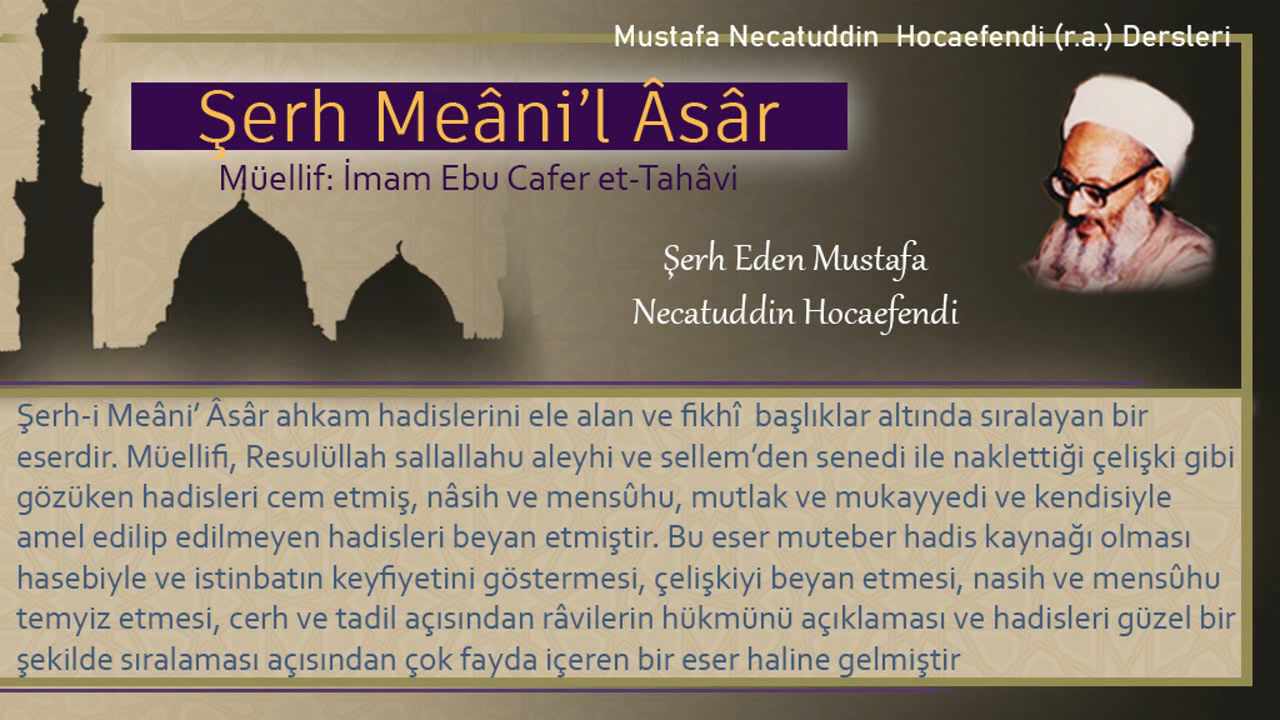 Mustafa Necatuddin Hocaefendi (r.a.) Dersleri
Şerh Meâni’l Âsâr
Müellif: İmam Ebu Cafer et-Tahâvi
Şerh Eden Mustafa
Necatuddin Hocaefendi
Şerh-i Meâni’ Âsâr ahkam hadislerini ele alan ve fikhî başlıklar altında sıralayan bir
eserdir. Müellifi, Resulüllah sallallahu aleyhi ve sellem’den senedi ile naklettiği çelişki gibi
gözüken hadisleri cem etmiş, nâsih ve mensûhu, mutlak ve mukayyedi ve kendisiyle
amel edilip edilmeyen hadisleri beyan etmiştir. Bu eser muteber hadis kaynağı olması
hasebiyle ve istinbatın keyfiyetini göstermesi, çelişkiyi beyan etmesi, nasih ve mensûhu
temyiz etmesi, cerh ve tadil açısından râvilerin hükmünü açıklaması ve hadisleri güzel bir
şekilde sıralaması açısından çok fayda içeren bir eser haline gelmiştir